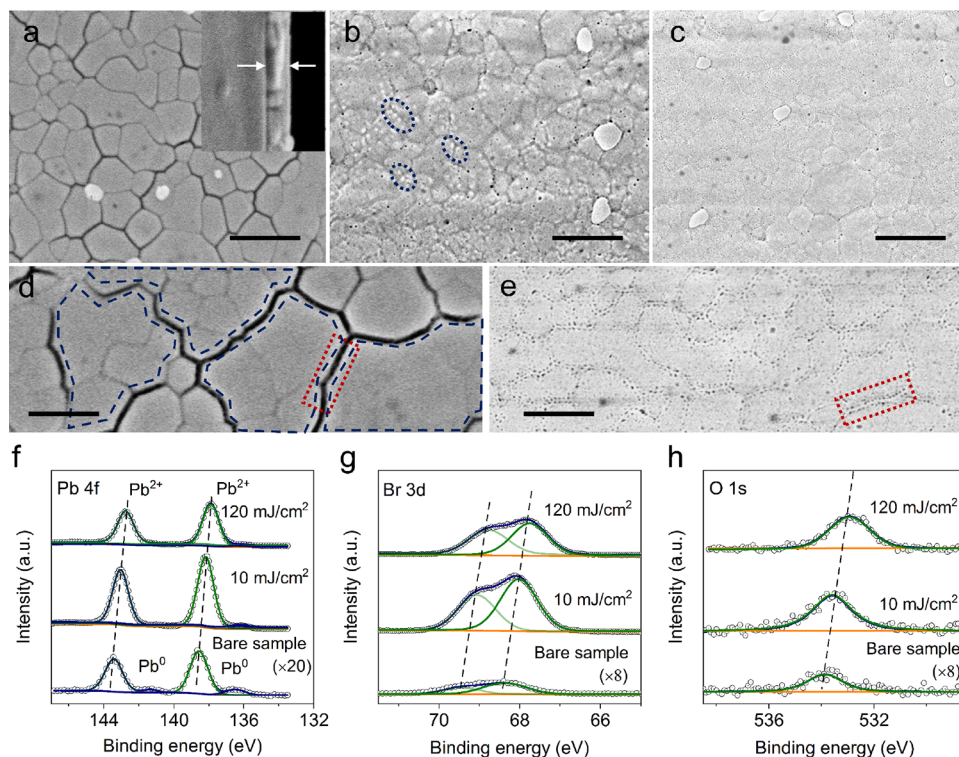 a
b
c
d
e
f
g
h
Pb 4f
Pb²⁺
Pb²⁺
120 mJ/cm²
10 mJ/cm²
Bare sample
(×20)
Pb⁰
Pb⁰
144
140
136
132
Binding energy (eV)
Intensity (a.u.)
Br 3d
120 mJ/cm²
10 mJ/cm²
Bare sample
(×8)
70
68
66
Binding energy (eV)
Intensity (a.u.)
O 1s
120 mJ/cm²
10 mJ/cm²
Bare sample
(×8)
536
532
Binding energy (eV)
Intensity (a.u.)